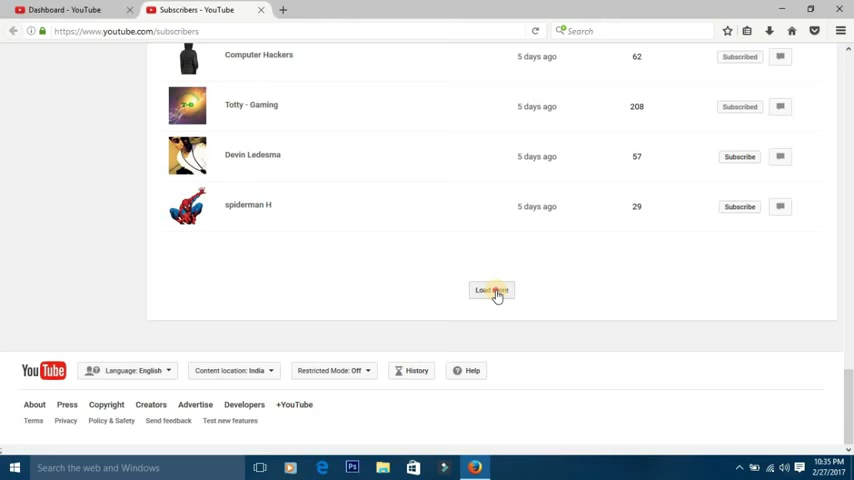 Dashboard - YouTube
Subscribers - YouTube
https://www.youtube.com/subscribers
Search
Computer Hackers 5 days ago 62 Subscribed
Totty - Gaming 5 days ago 208 Subscribed
Devin Ledesma 5 days ago 57 Subscribe
spiderman H 5 days ago 29 Subscribe
Load more
YouTube Language: English Content location: India Restricted Mode: Off History Help
About Press Copyright Creators Advertise Developers +YouTube
Terms Privacy Policy & Safety Send feedback Test new features
10:35 PM
Search the web and Windows Ps
2/27/2017